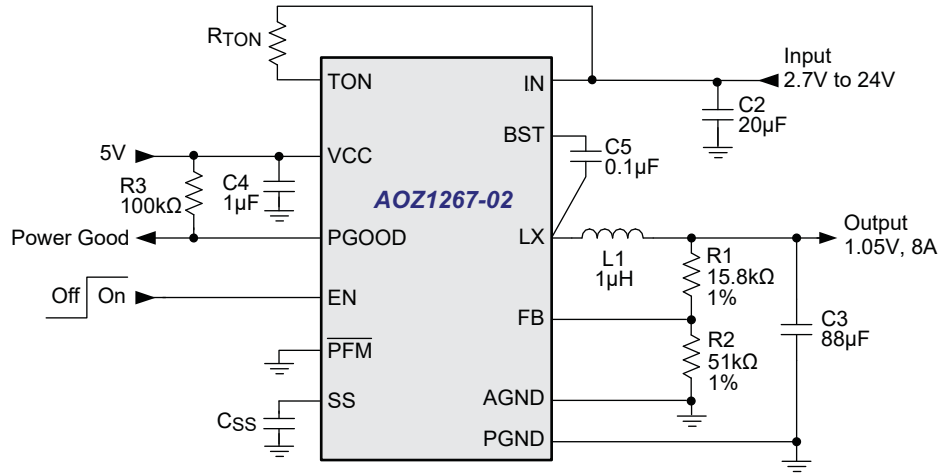 RTON
TON
IN
Input
2.7V to 24V
C2
20µF
BST
C5
0.1µF
5V
VCC
R3
100kΩ
C4
1µF
AOZ1267-02
Power Good
PGOOD
LX
L1
1µH
Output
1.05V, 8A
R1
15.8kΩ
1%
Off On
EN
FB
C3
88µF
R2
51kΩ
1%
PFM
SS
CSS
AGND
PGND